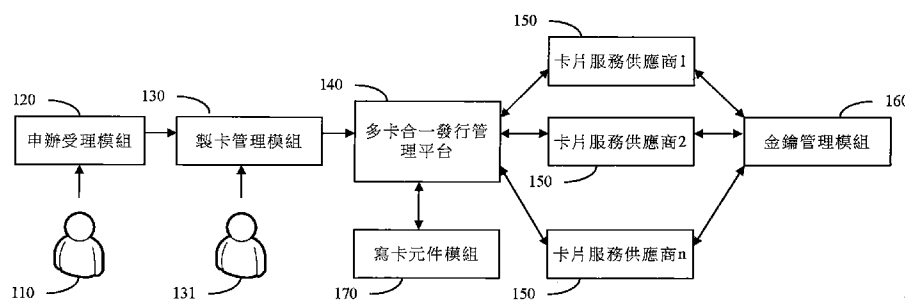 150
卡片服務供應商1
120
130
140
160
申辦受理模組
製卡管理模組
多卡合一發行管
理平台
卡片服務供應商2
金鑰管理模組
150
寫卡元件模組
卡片服務供應商n
110
131
170
150